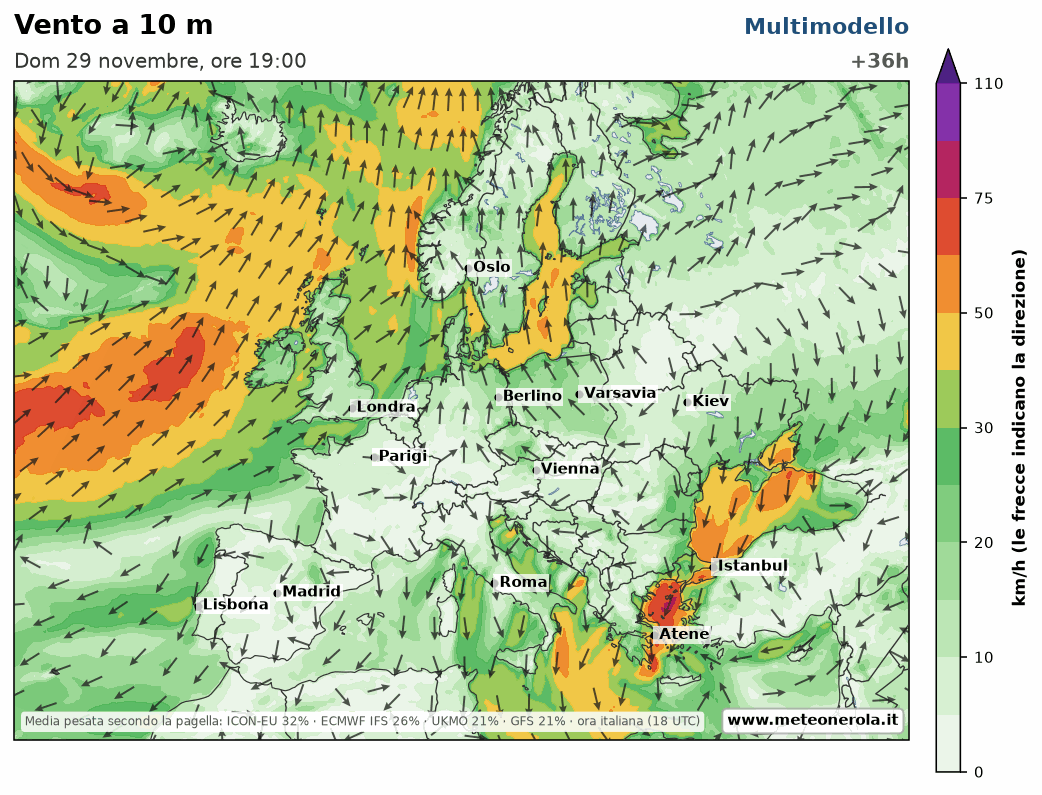 Vento a 10 m
Multimodello
Dom 29 novembre, ore 19:00
+36h
110
75
50
30
20
10
0
km/h (le frecce indicano la direzione)
Oslo
Londra
Berlino
Varsavia
Kiev
Parigi
Vienna
Istanbul
Roma
Madrid
Lisbona
Atene
Media pesata secondo la pagella: ICON-EU 32% · ECMWF IFS 26% · UKMO 21% · GFS 21% · ora italiana (18 UTC)
www.meteonerola.it